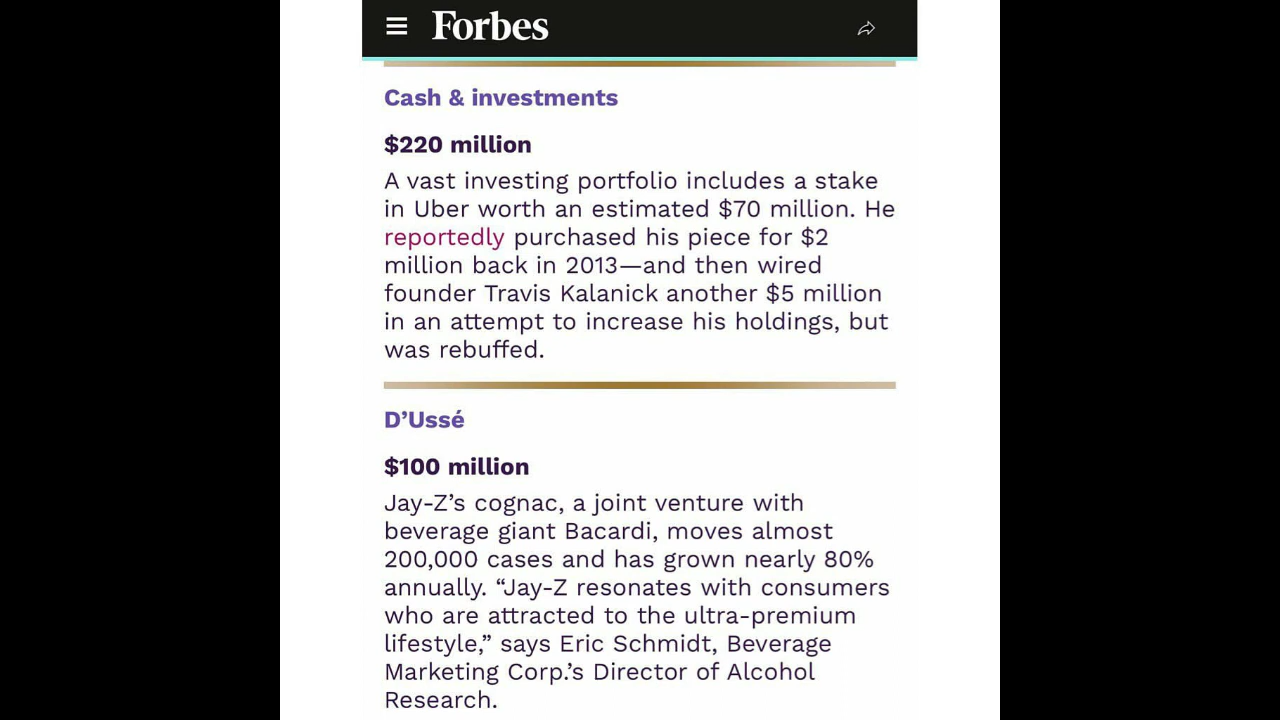 Forbes
Cash & investments
$220 million
A vast investing portfolio includes a stake
in Uber worth an estimated $70 million. He
reportedly purchased his piece for $2
million back in 2013—and then wired
founder Travis Kalanick another $5 million
in an attempt to increase his holdings, but
was rebuffed.
D’Ussé
$100 million
Jay-Z’s cognac, a joint venture with
beverage giant Bacardi, moves almost
200,000 cases and has grown nearly 80%
annually. “Jay-Z resonates with consumers
who are attracted to the ultra-premium
lifestyle,” says Eric Schmidt, Beverage
Marketing Corp.’s Director of Alcohol
Research.